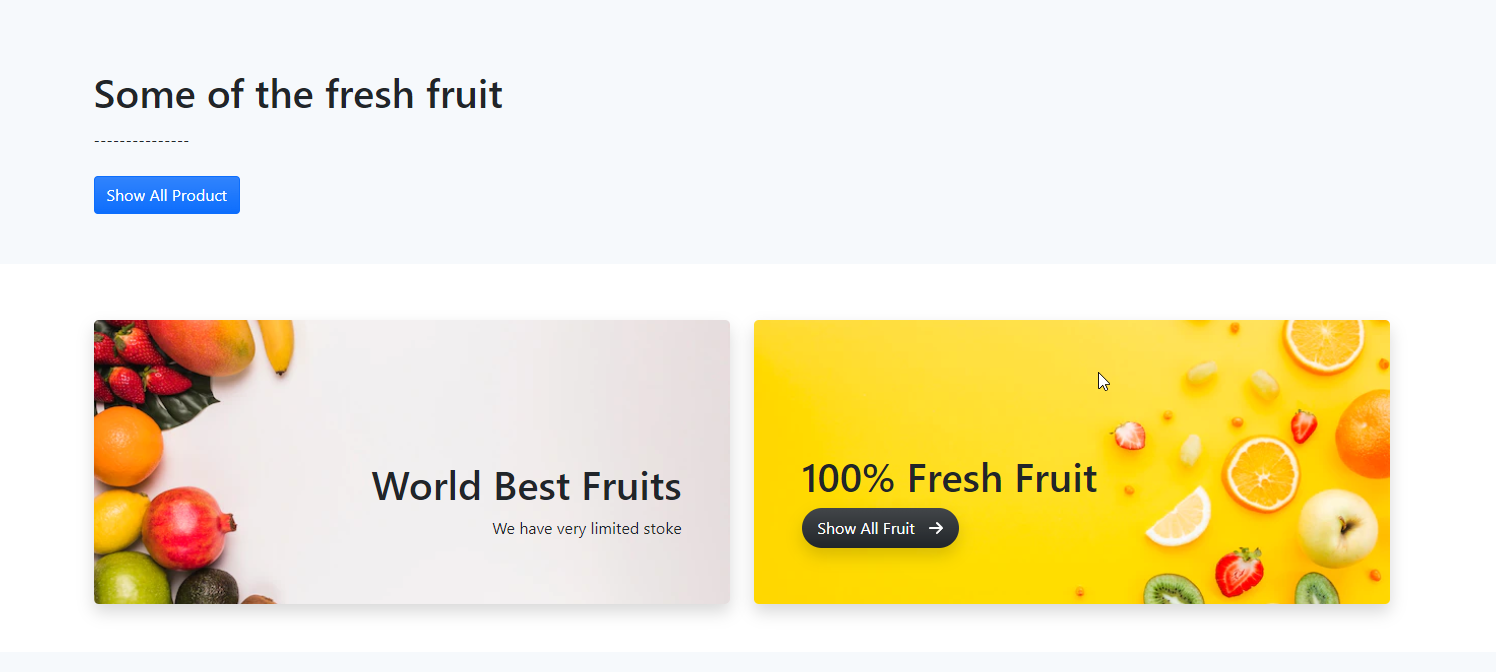 Some of the fresh fruit
---------------
Show All Product
World Best Fruits
We have very limited stoke
100% Fresh Fruit
Show All Fruit →